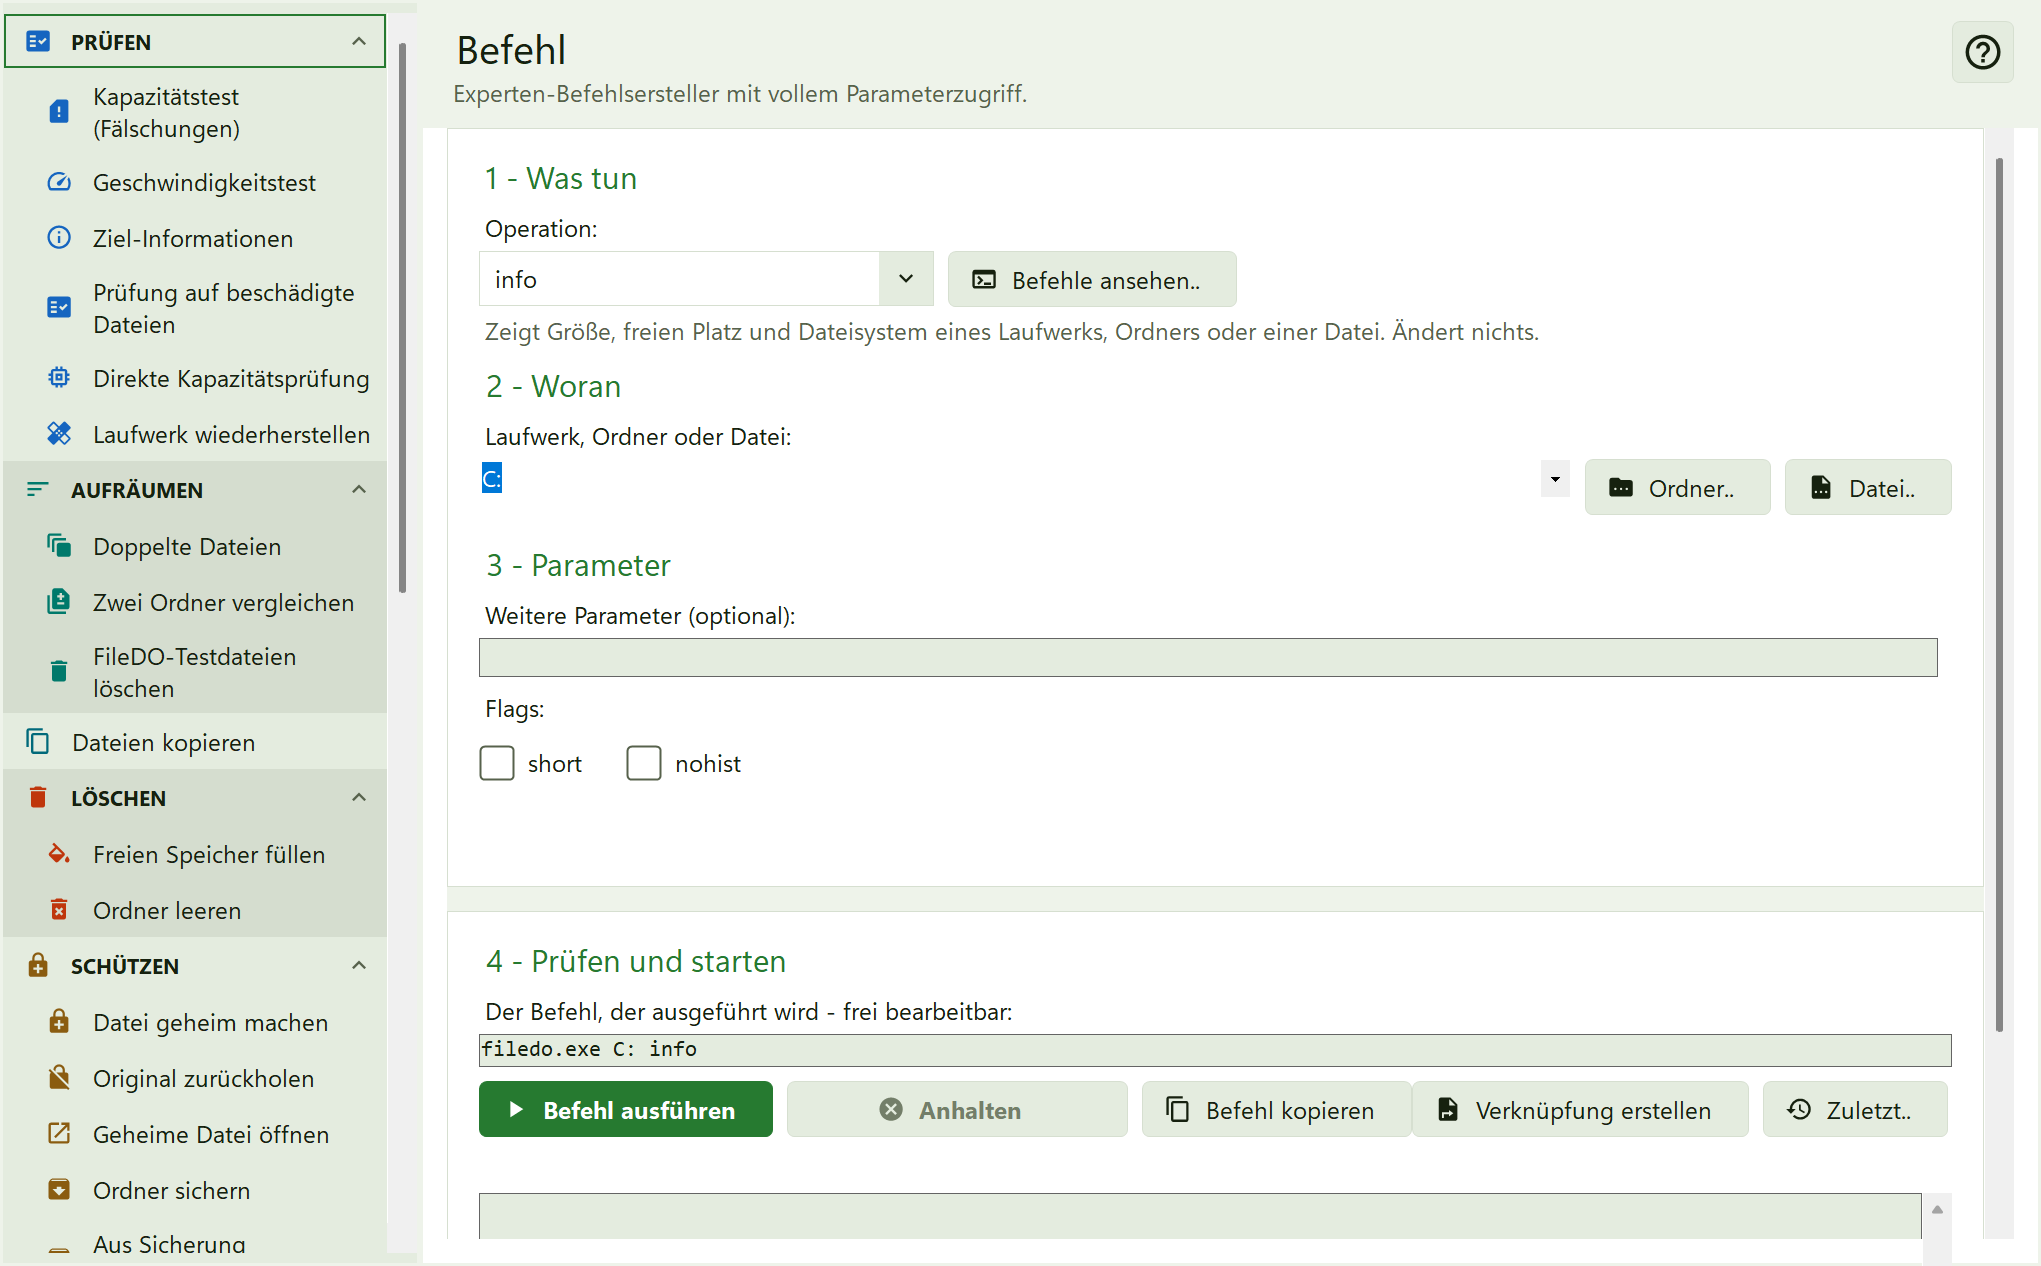 PRÜFEN
Kapazitätstest
(Fälschungen)
Geschwindigkeitstest
Ziel-Informationen
Prüfung auf beschädigte
Dateien
Direkte Kapazitätsprüfung
Laufwerk wiederherstellen
AUFRÄUMEN
Doppelte Dateien
Zwei Ordner vergleichen
FileDO-Testdateien
löschen
Dateien kopieren
LÖSCHEN
Freien Speicher füllen
Ordner leeren
SCHÜTZEN
Datei geheim machen
Original zurückholen
Geheime Datei öffnen
Ordner sichern
Aus Sicherung
Befehl
Experten-Befehlsersteller mit vollem Parameterzugriff.
1 - Was tun
Operation:
info
Befehle ansehen..
Zeigt Größe, freien Platz und Dateisystem eines Laufwerks, Ordners oder einer Datei. Ändert nichts.
2 - Woran
Laufwerk, Ordner oder Datei:
C:
Ordner..
Datei..
3 - Parameter
Weitere Parameter (optional):
Flags:
short
nohist
4 - Prüfen und starten
Der Befehl, der ausgeführt wird - frei bearbeitbar:
filedo.exe C: info
Befehl ausführen
Anhalten
Befehl kopieren
Verknüpfung erstellen
Zuletzt..